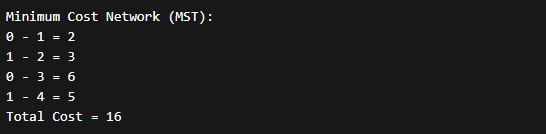 Minimum Cost Network (MST):
0 - 1 = 2
1 - 2 = 3
0 - 3 = 6
1 - 4 = 5
Total Cost = 16